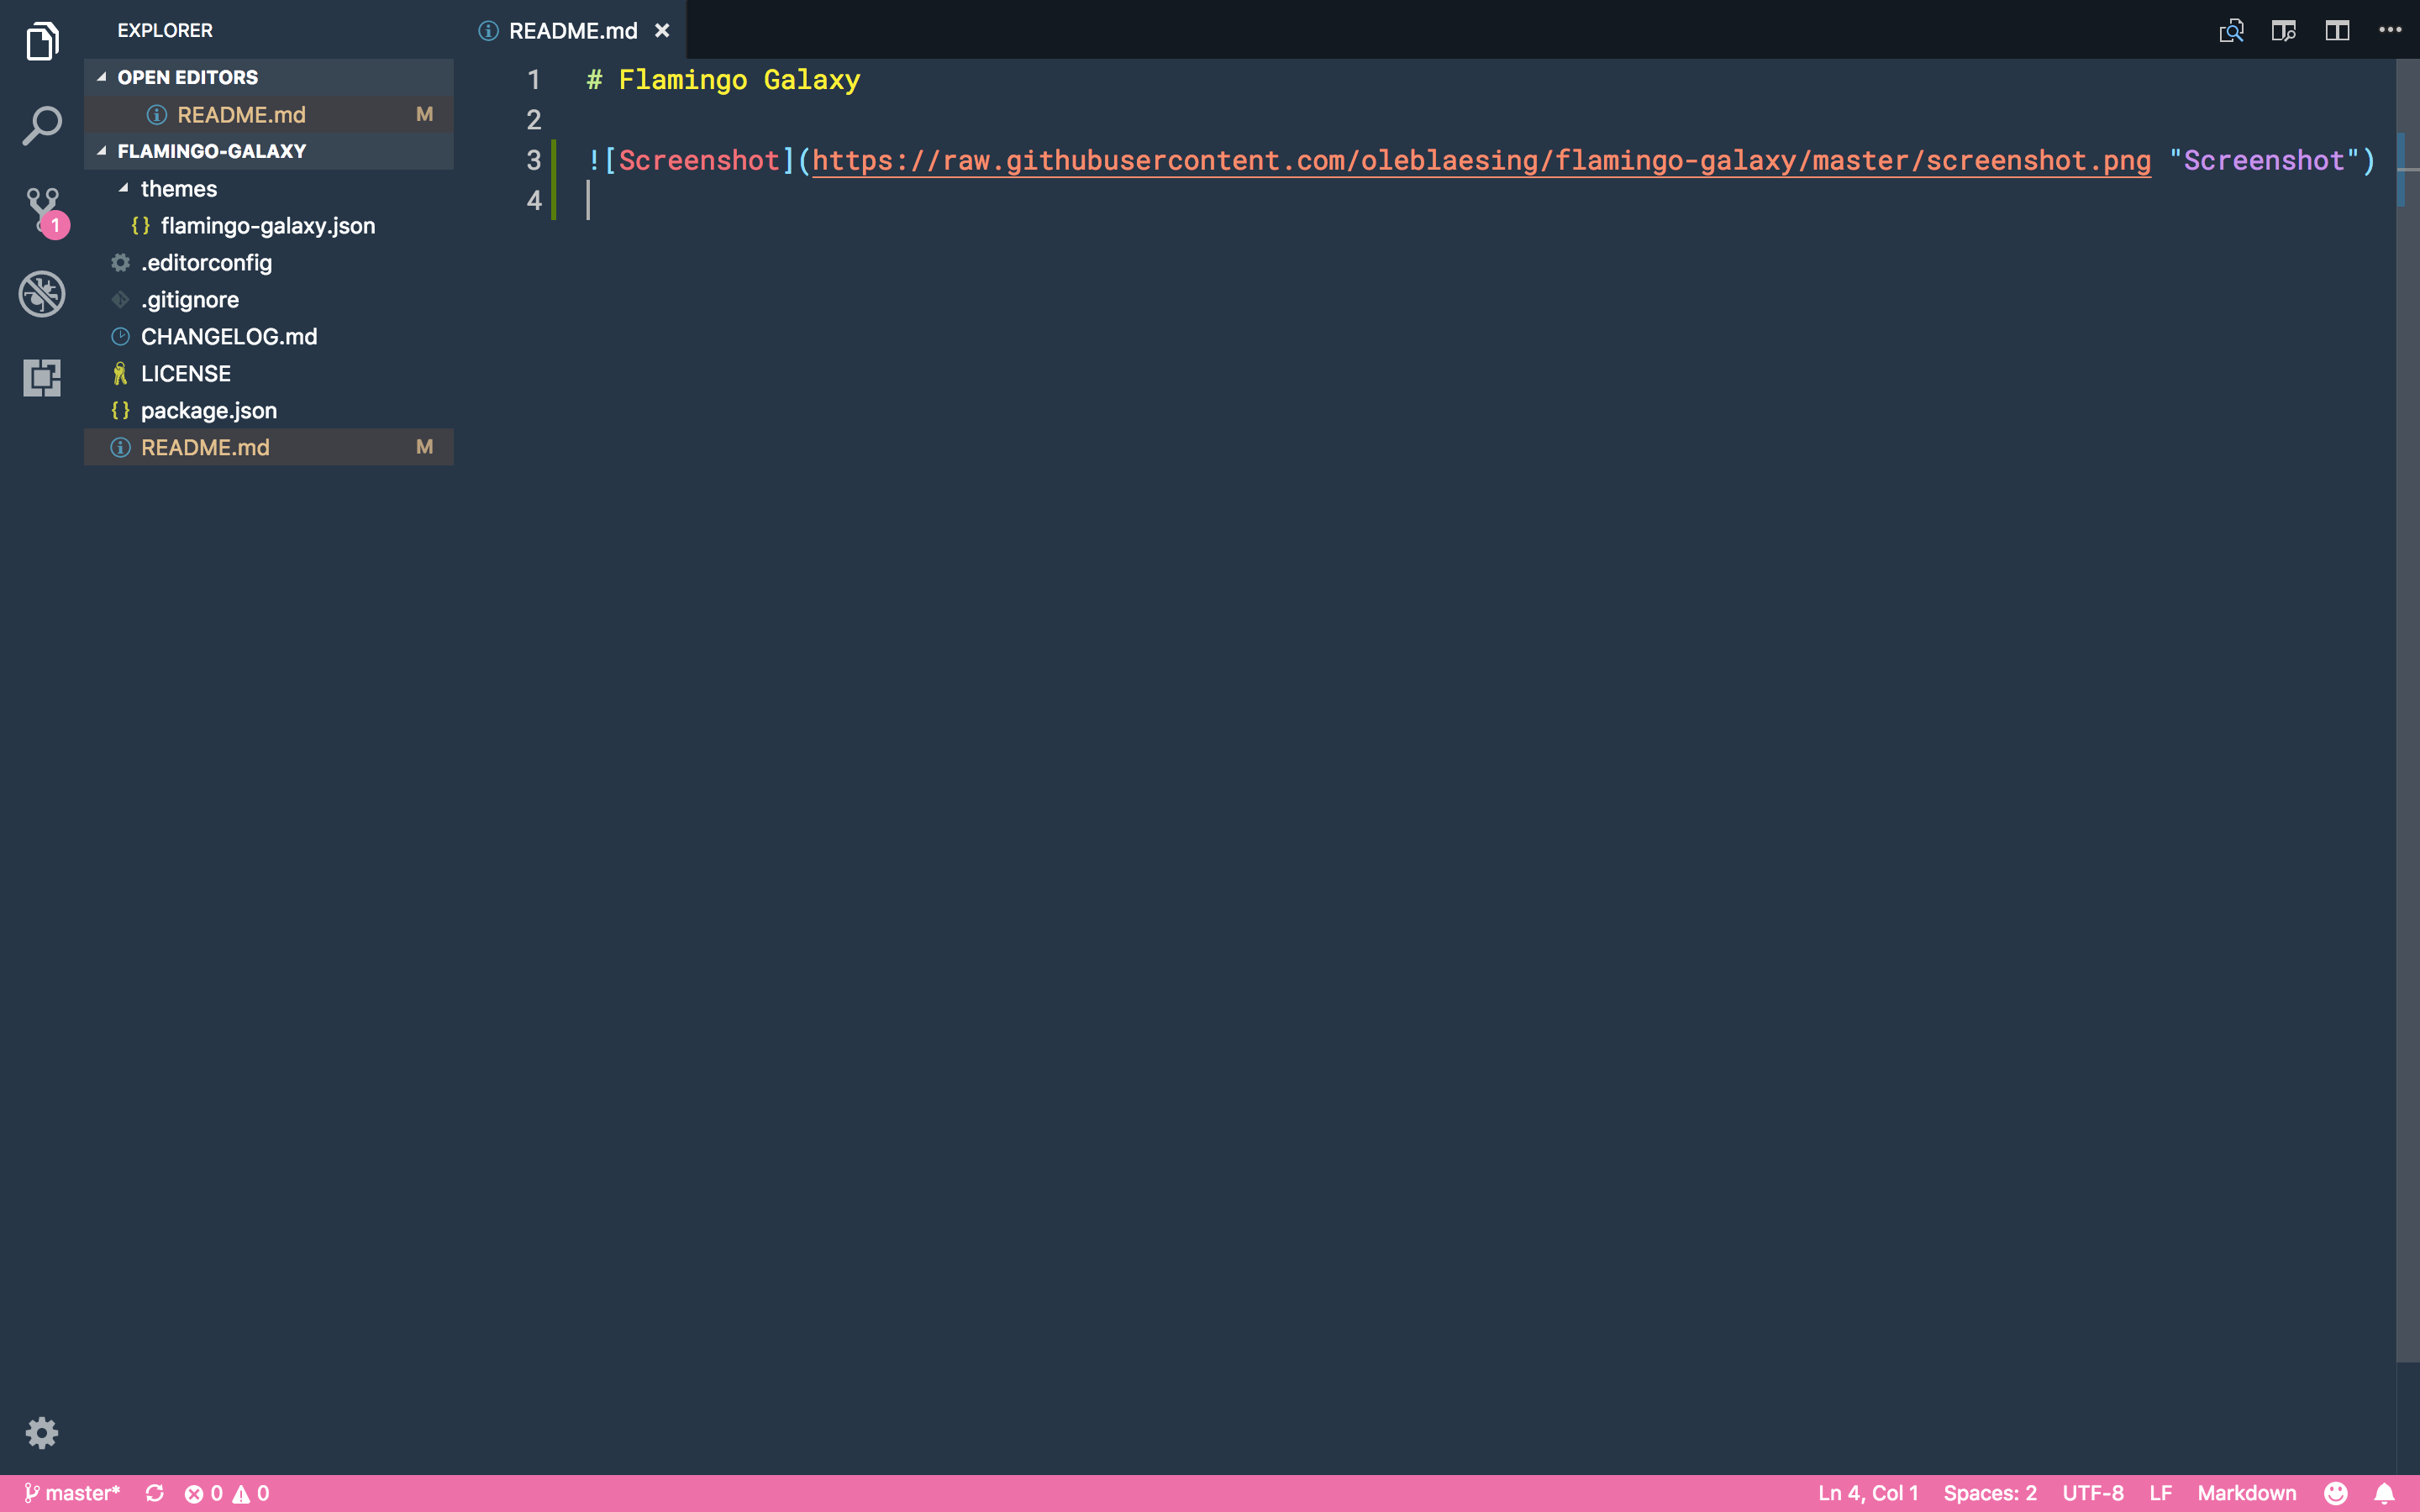 EXPLORER
OPEN EDITORS
README.md M
FLAMINGO-GALAXY
themes
{} flamingo-galaxy.json
.editorconfig
.gitignore
CHANGELOG.md
LICENSE
{} package.json
README.md M
1
README.md
1 # Flamingo Galaxy
2
3 ![Screenshot](https://raw.githubusercontent.com/oleblaesing/flamingo-galaxy/master/screenshot.png "Screenshot")
4
master* 0 0 Ln 4, Col 1 Spaces: 2 UTF-8 LF Markdown